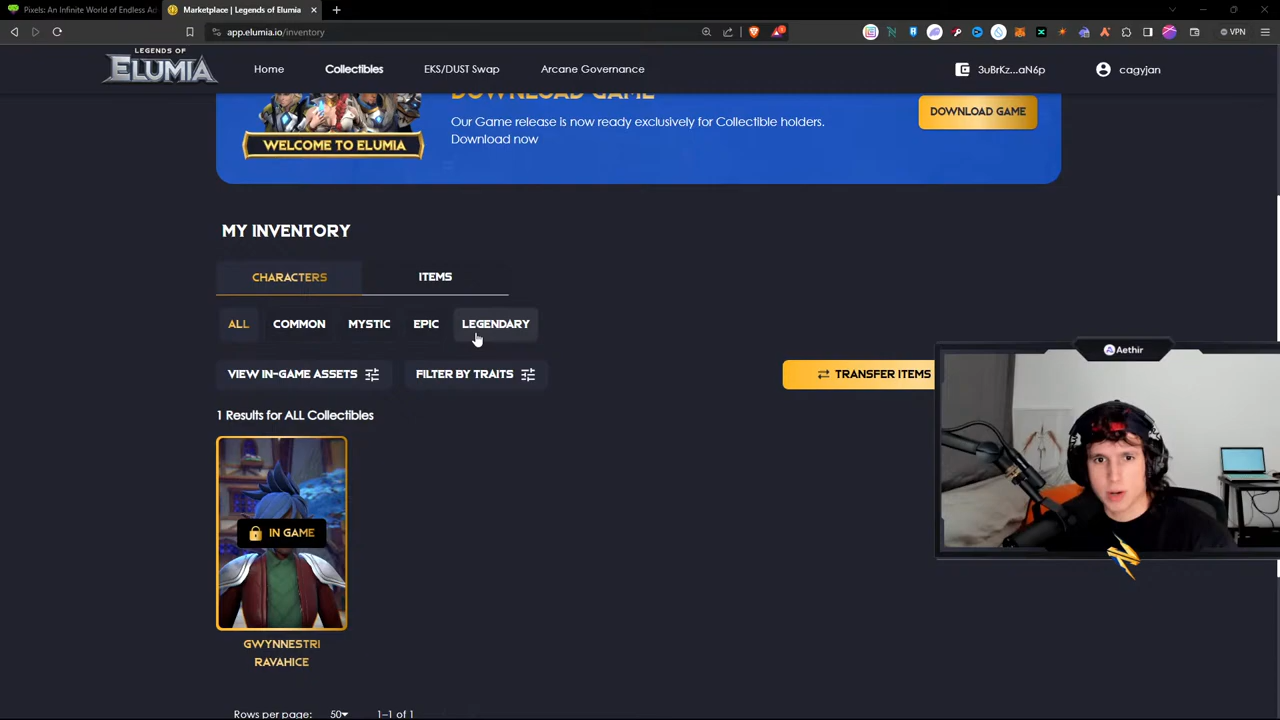 Pixels: An Infinite World of Endless Ad
Marketplace | Legends of Elumia
app.elumia.io/inventory
VPN
LEGENDS OF
ELUMIA
Home
Collectibles
EKS/DUST Swap
Arcane Governance
3uBrKz...aN6p
cagyjan
DOWNLOAD GAME
Our Game release is now ready exclusively for Collectible holders.
Download now
DOWNLOAD GAME
WELCOME TO ELUMIA
MY INVENTORY
CHARACTERS
ITEMS
ALL
COMMON
MYSTIC
EPIC
LEGENDARY
VIEW IN-GAME ASSETS
FILTER BY TRAITS
TRANSFER ITEMS
Aethir
1 Results for ALL Collectibles
IN GAME
GWYNNESTRI
RAVAHICE
Rows per page:
50
1-1 of 1